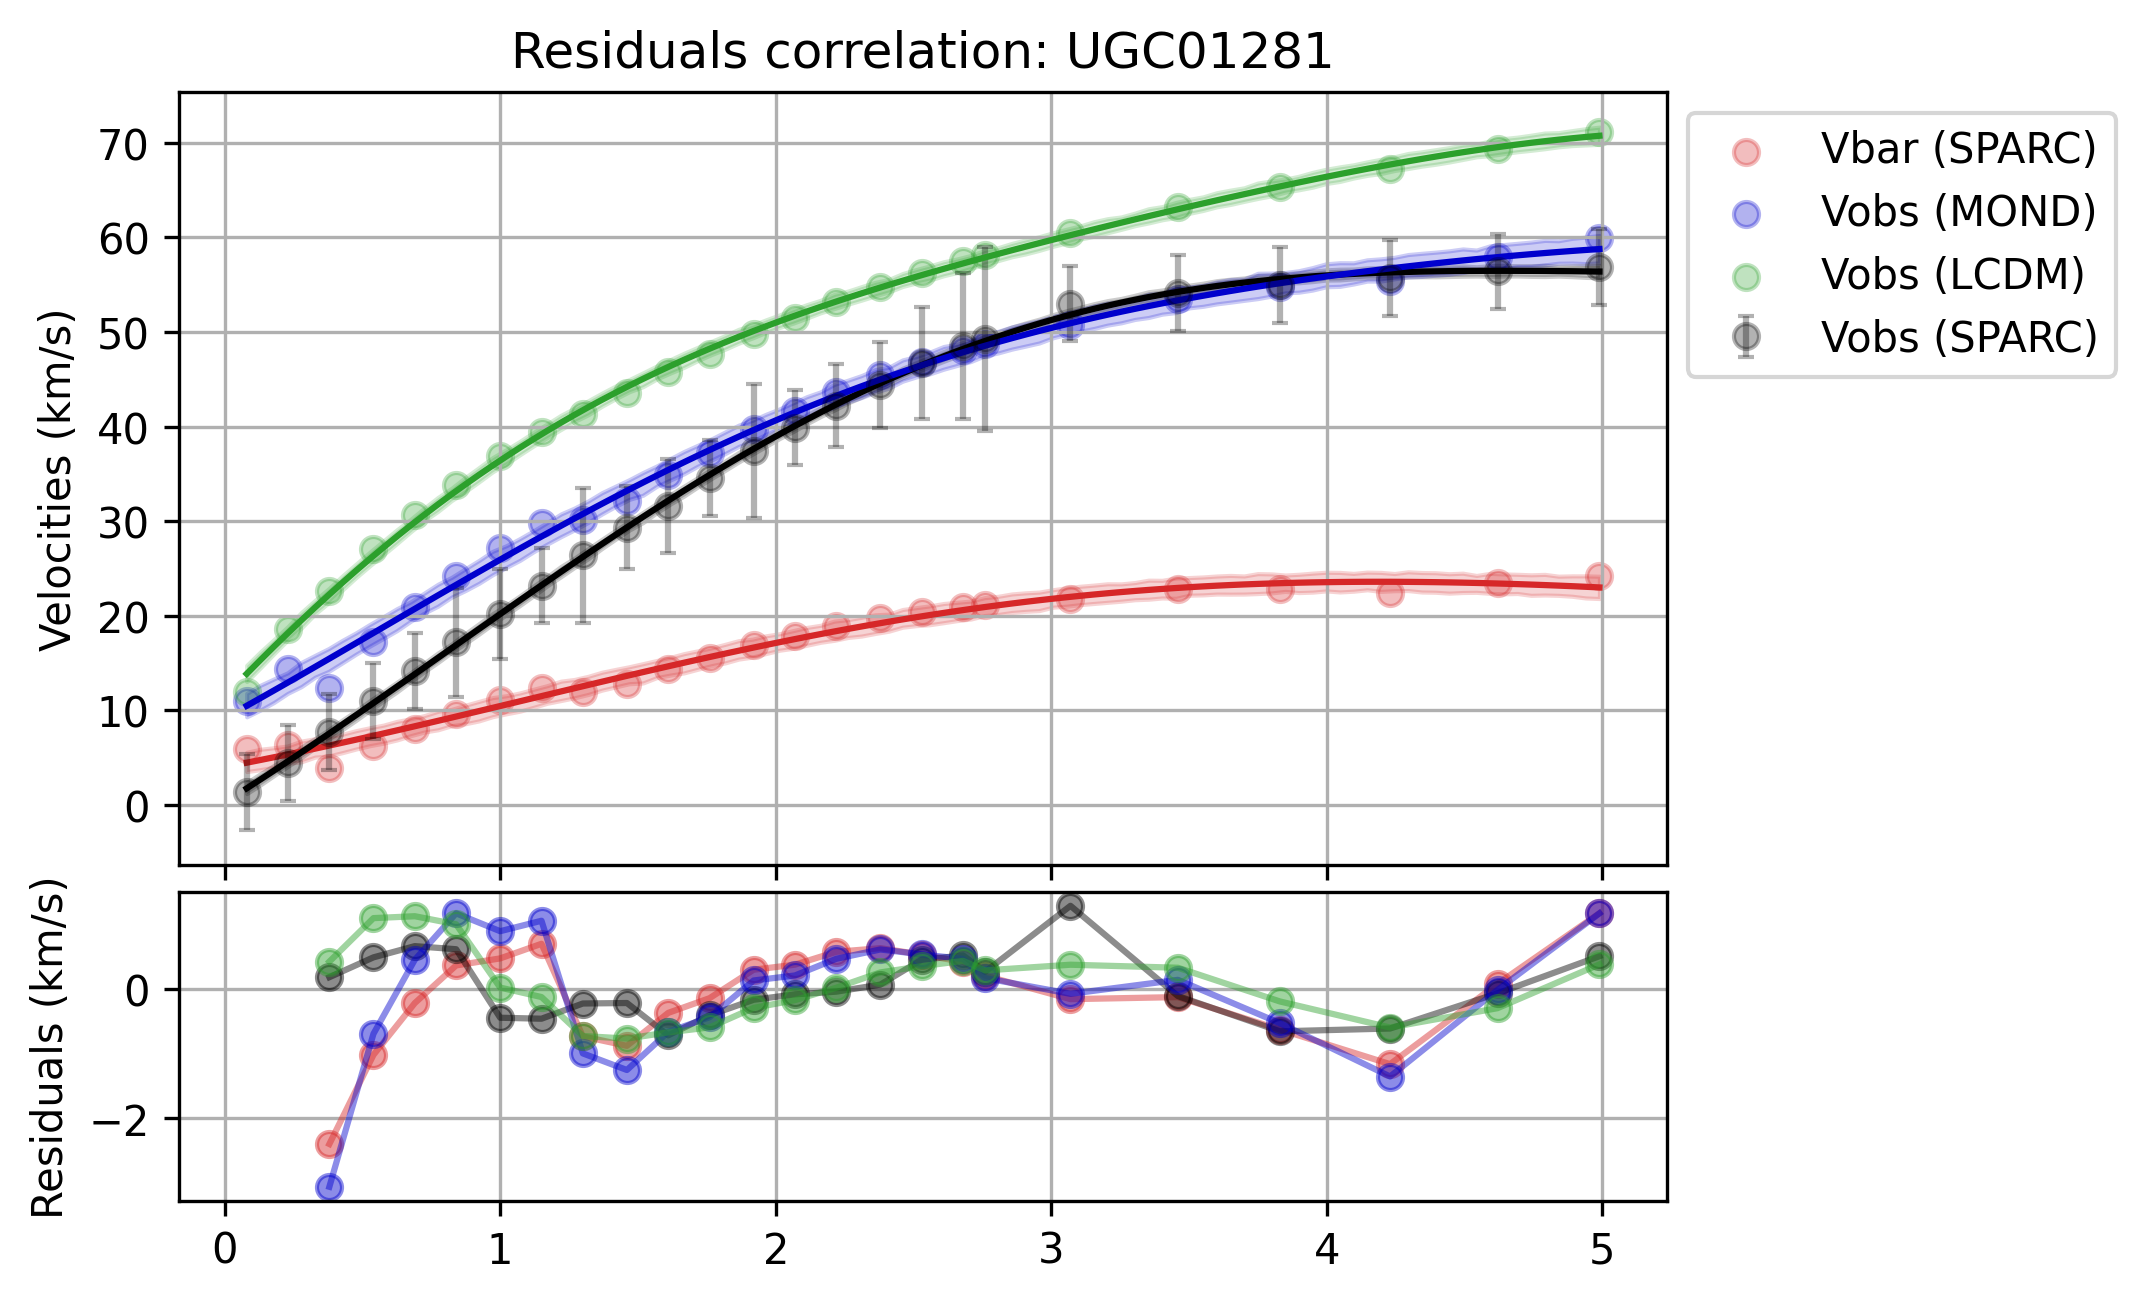 Residuals correlation: UGC01281
Velocities (km/s)
70
60
50
40
30
20
10
0
Vbar (SPARC)
Vobs (MOND)
Vobs (LCDM)
Vobs (SPARC)
Residuals (km/s)
0
−2
0 1 2 3 4 5